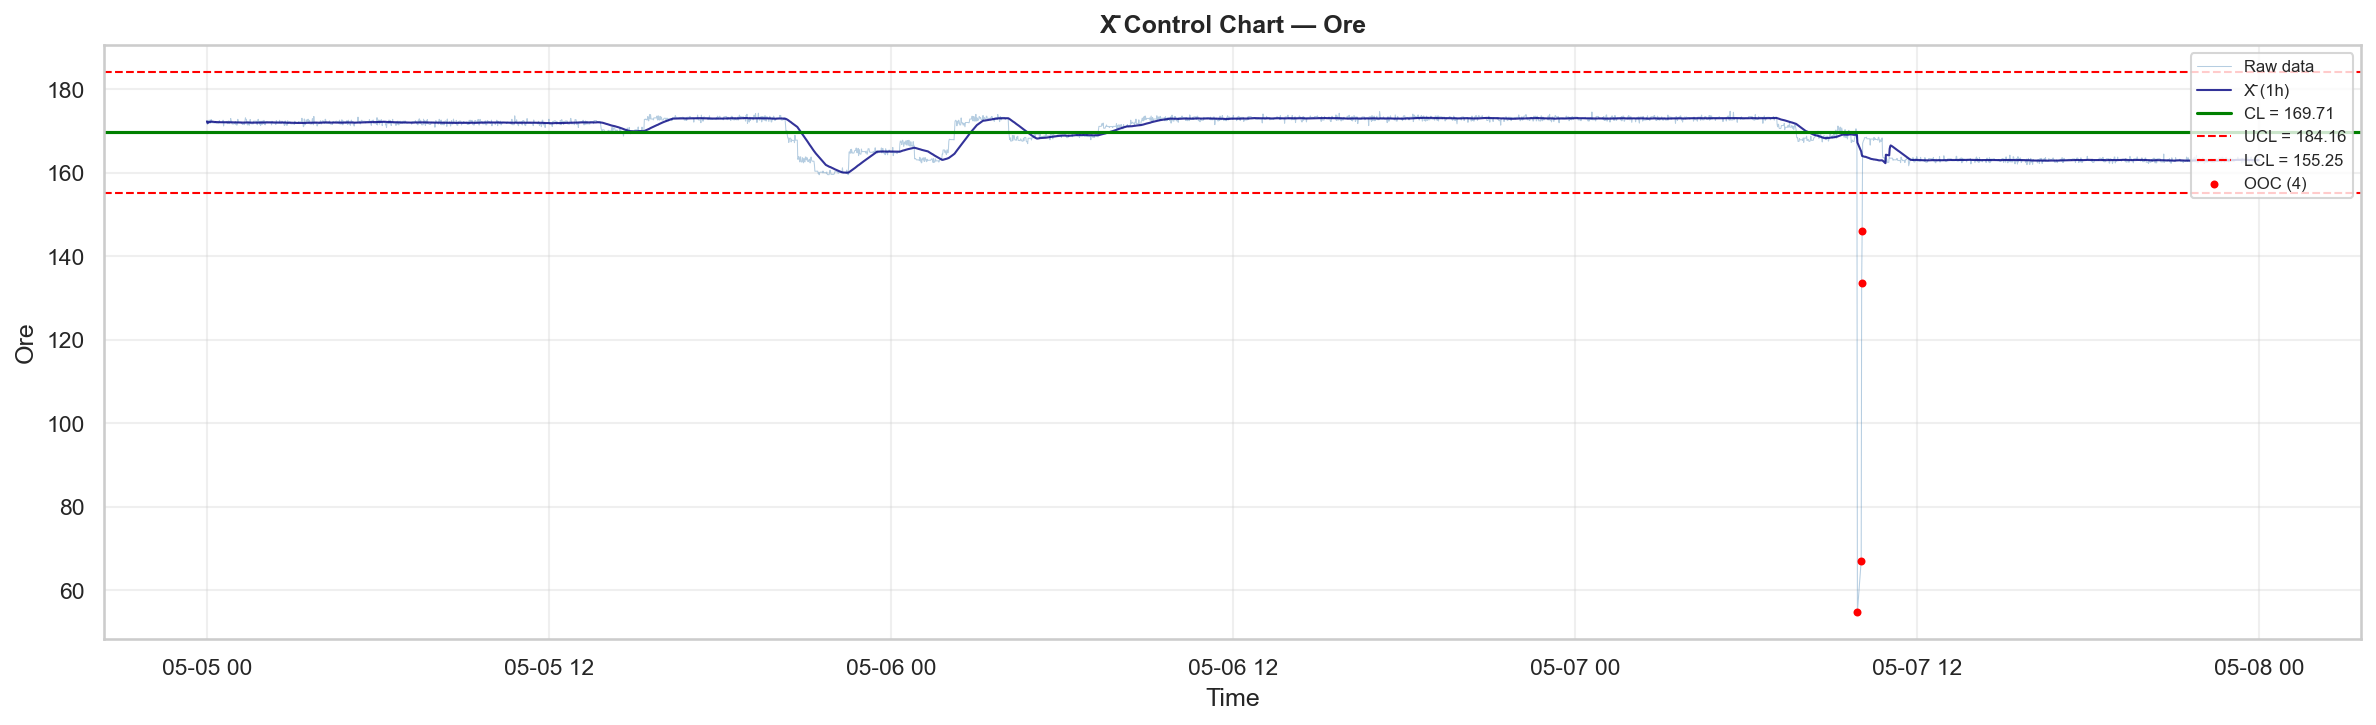 X̄ Control Chart — Ore
Ore
180
160
140
120
100
80
60
Raw data
X̄ (1h)
CL = 169.71
UCL = 184.16
LCL = 155.25
OOC (4)
05-05 00
05-05 12
05-06 00
05-06 12
05-07 00
05-07 12
05-08 00
Time